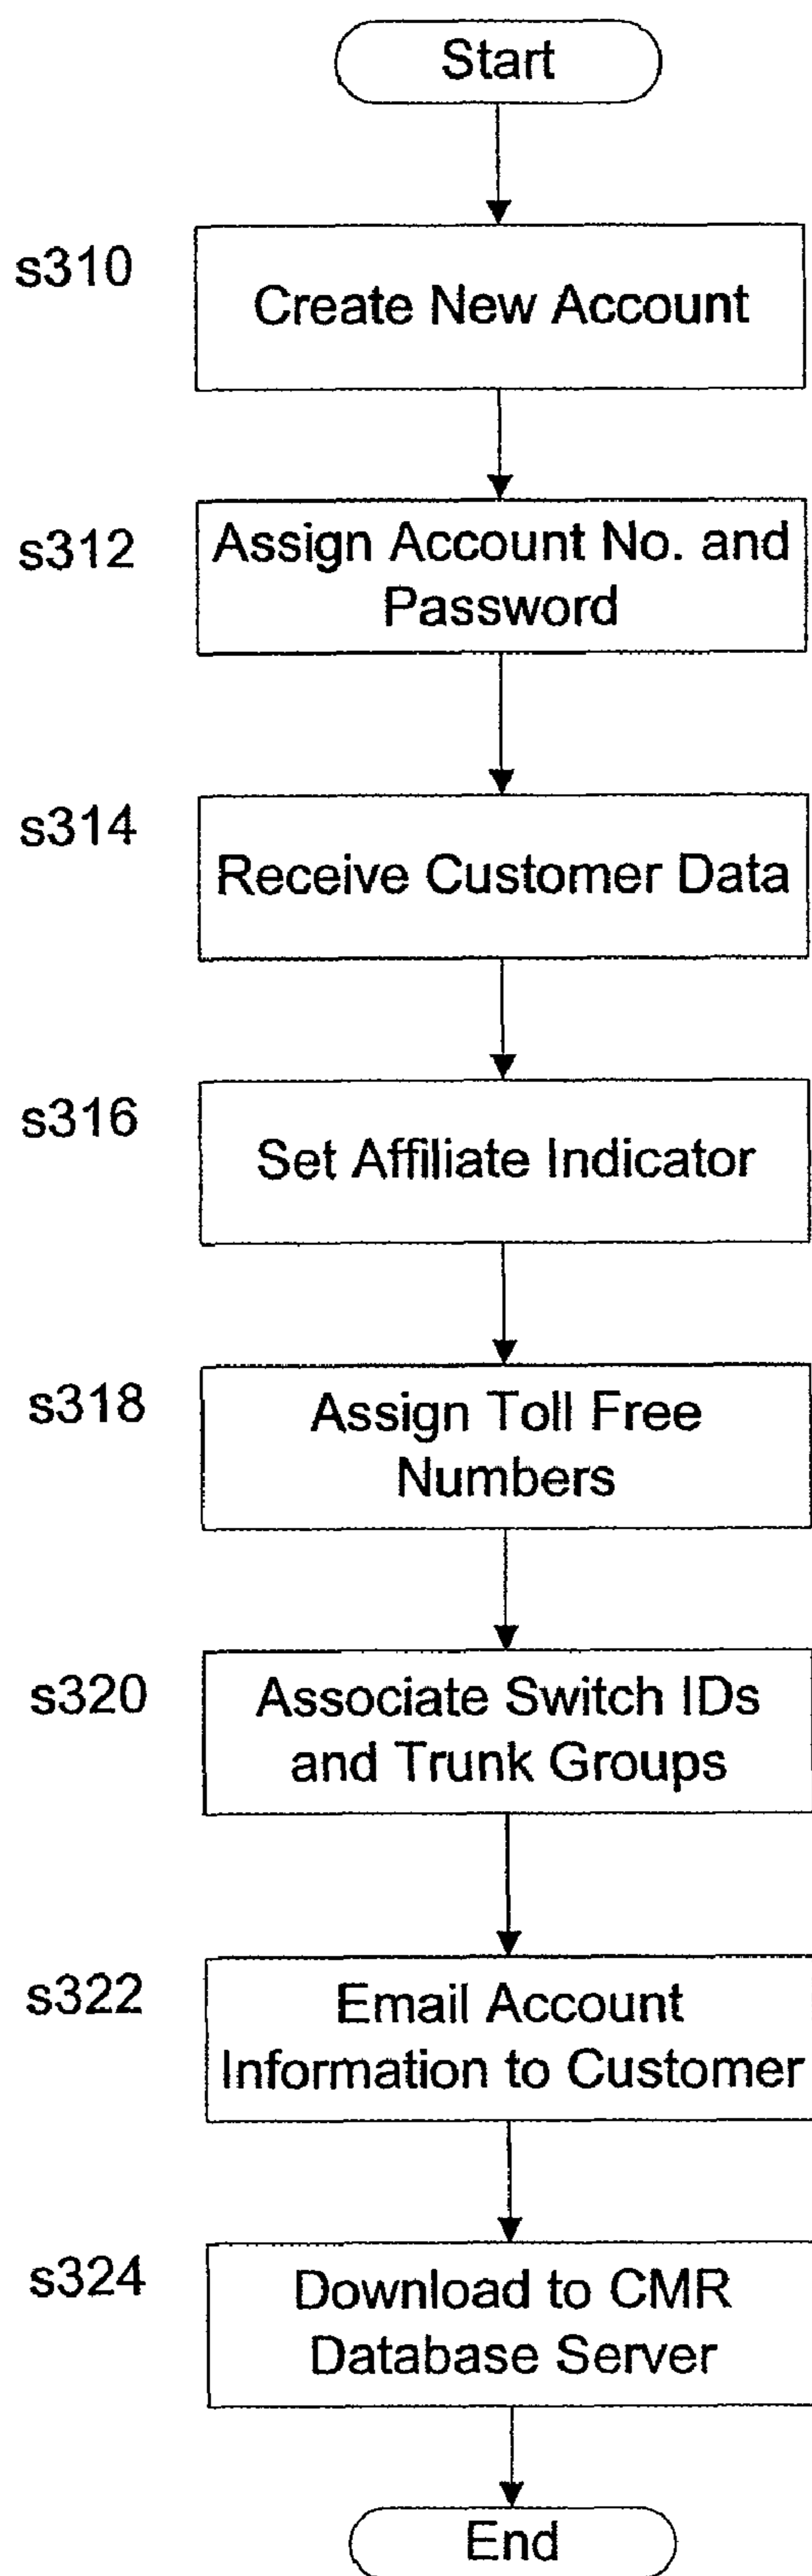 Start
s310
Create New Account
s312
Assign Account No. and
Password
s314
Receive Customer Data
s316
Set Affiliate Indicator
s318
Assign Toll Free
Numbers
s320
Associate Switch IDs
and Trunk Groups
s322
Email Account
Information to Customer
s324
Download to CMR
Database Server
End